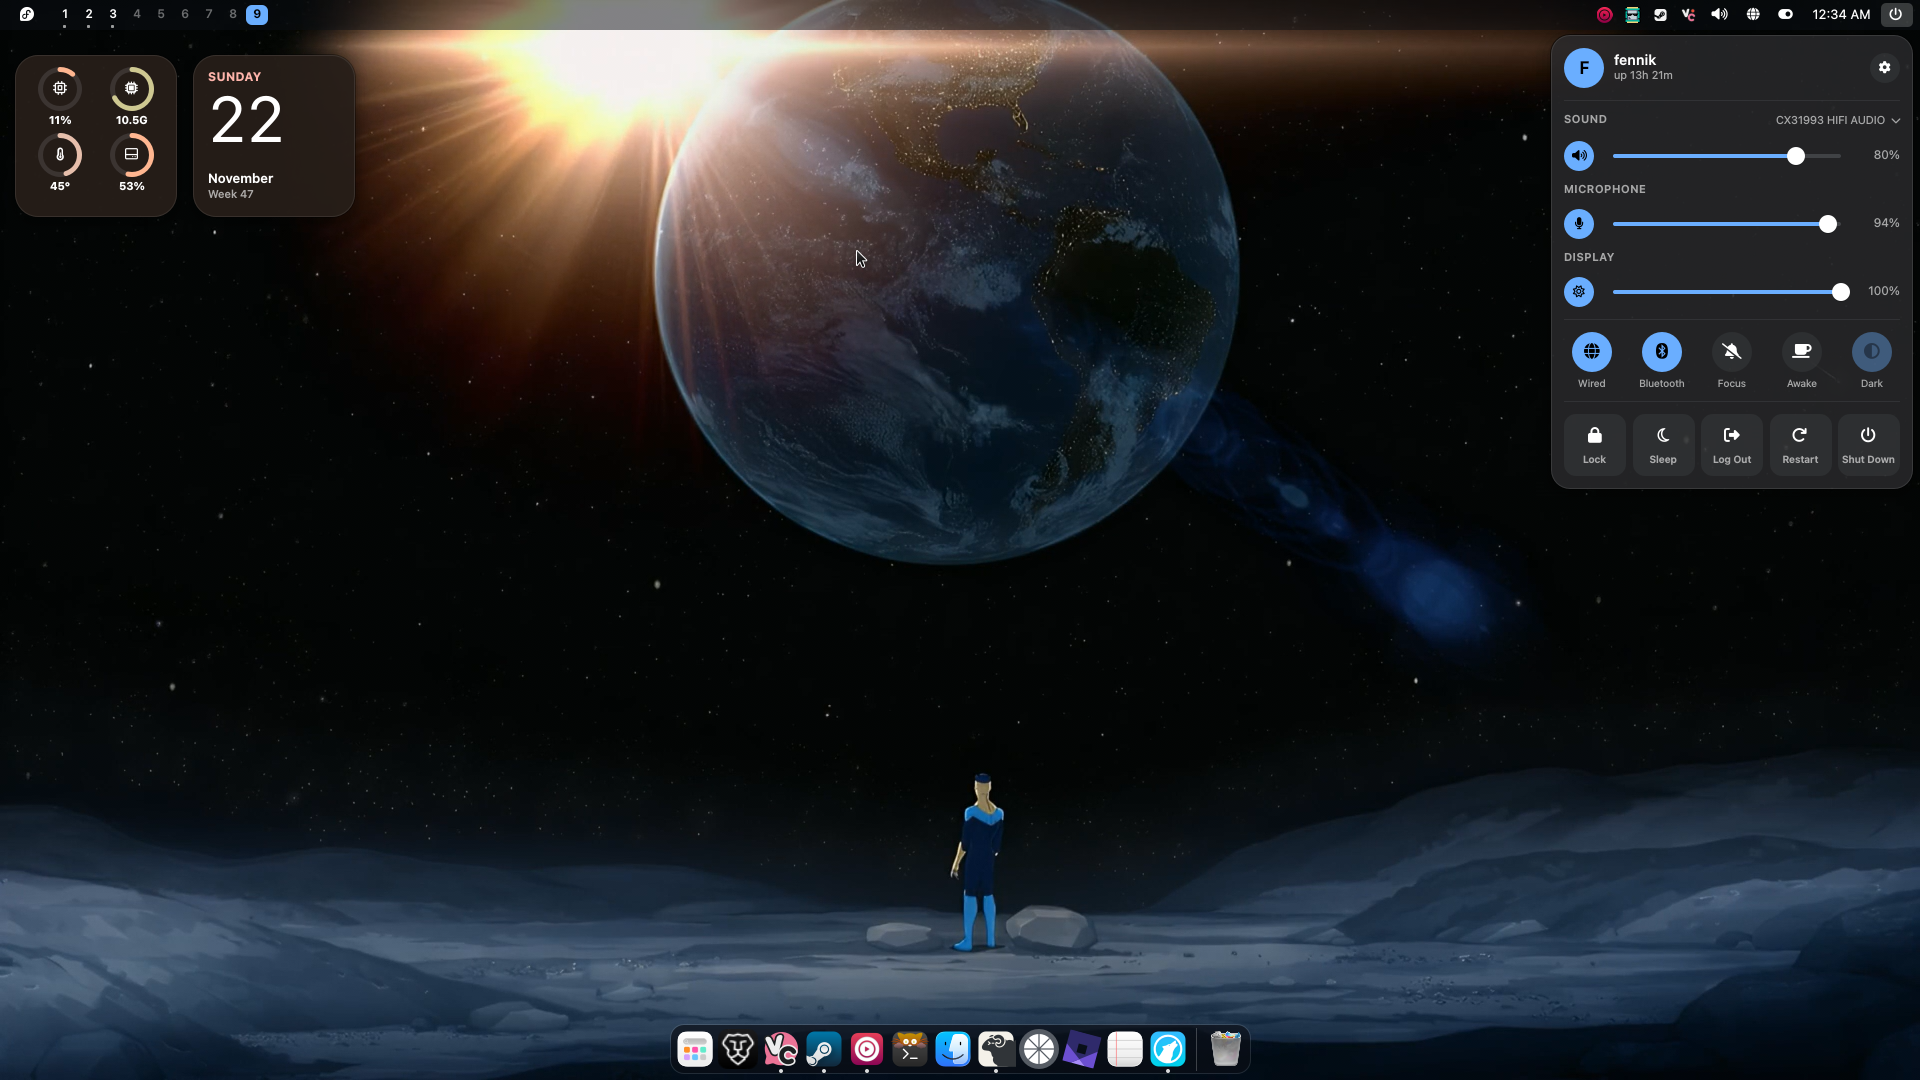 1 2 3 4 5 6 7 8 9
12:34 AM
11%
10.5G
45°
53%
SUNDAY
22
November
Week 47
F
fennik
up 13h 21m
SOUND
CX31993 HIFI AUDIO
80%
MICROPHONE
94%
DISPLAY
100%
Wired
Bluetooth
Focus
Awake
Dark
Lock
Sleep
Log Out
Restart
Shut Down